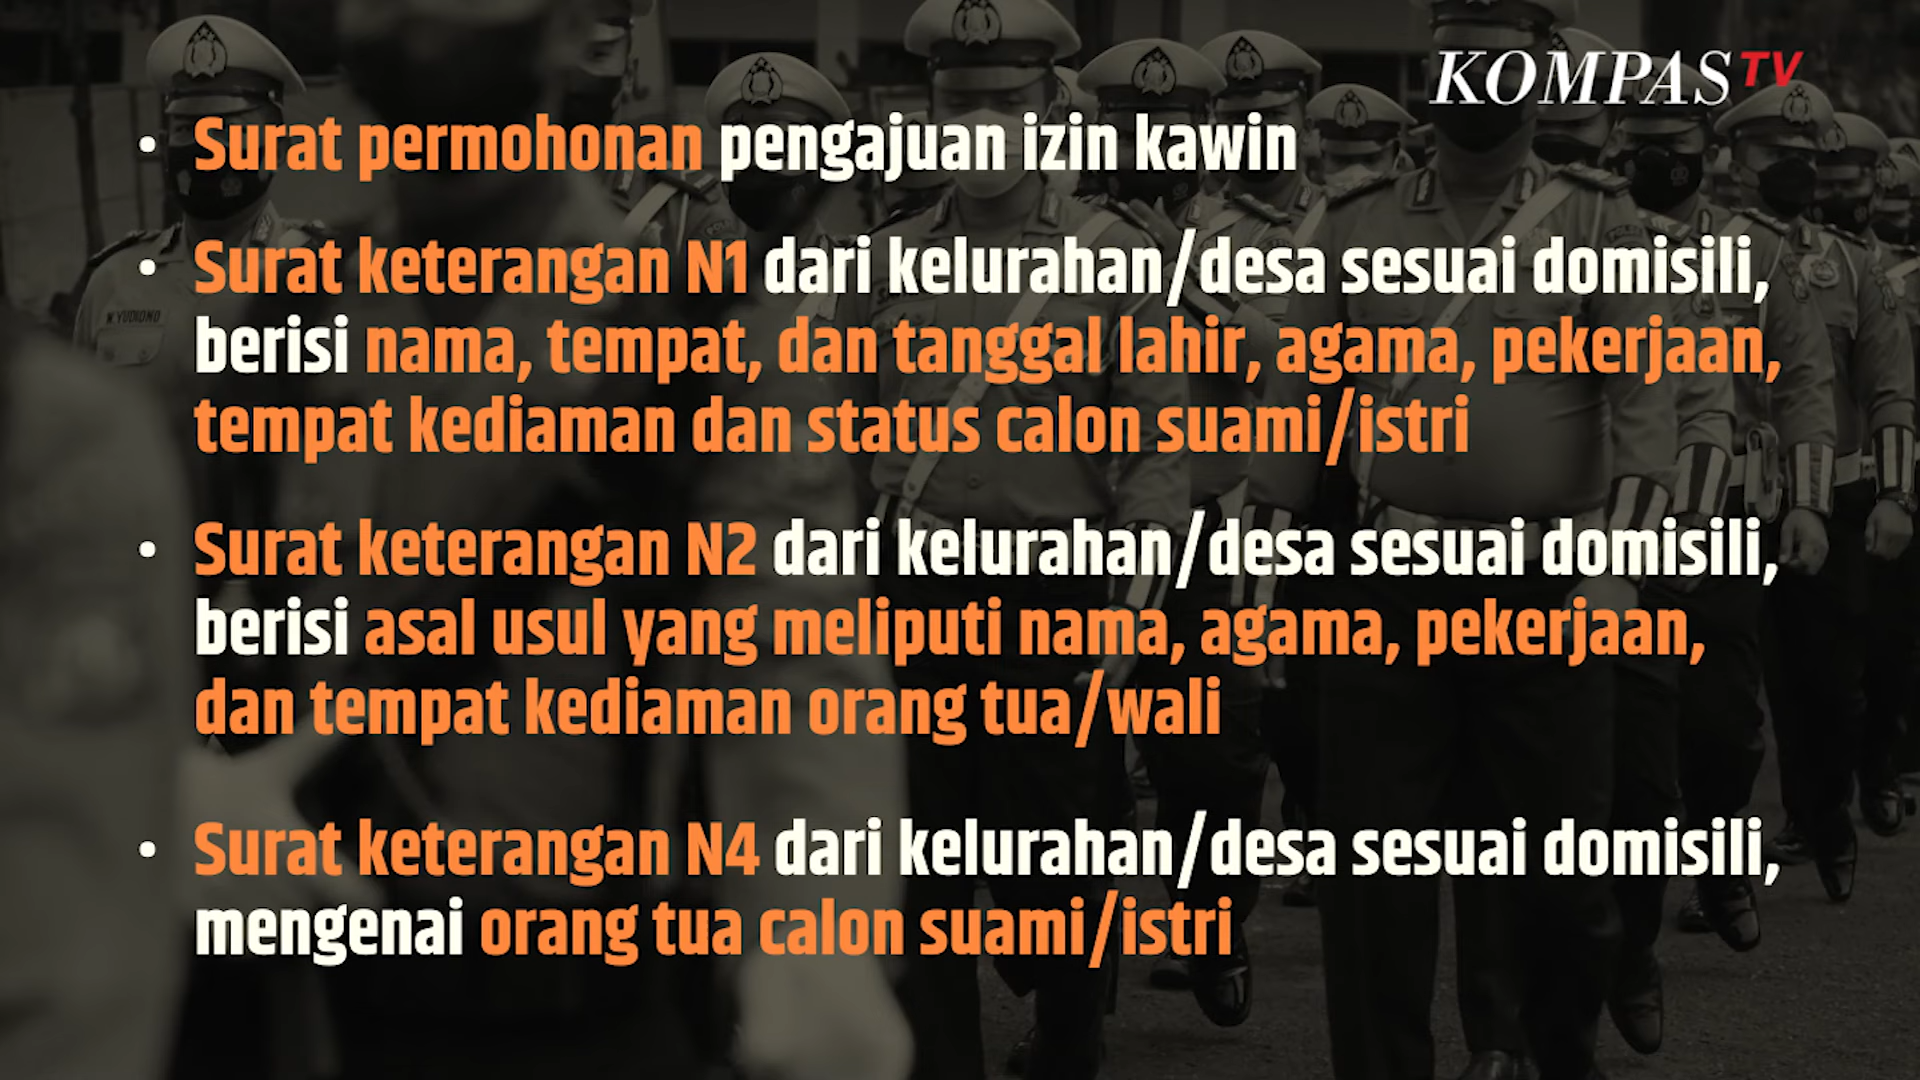 KOMPAS TV
• Surat permohonan pengajuan izin kawin
• Surat keterangan N1 dari kelurahan/desa sesuai domisili,
berisi nama, tempat, dan tanggal lahir, agama, pekerjaan,
tempat kediaman dan status calon suami/istri
W. YUDIONO
• Surat keterangan N2 dari kelurahan/desa sesuai domisili,
berisi asal usul yang meliputi nama, agama, pekerjaan,
dan tempat kediaman orang tua/wali
• Surat keterangan N4 dari kelurahan/desa sesuai domisili,
mengenai orang tua calon suami/istri